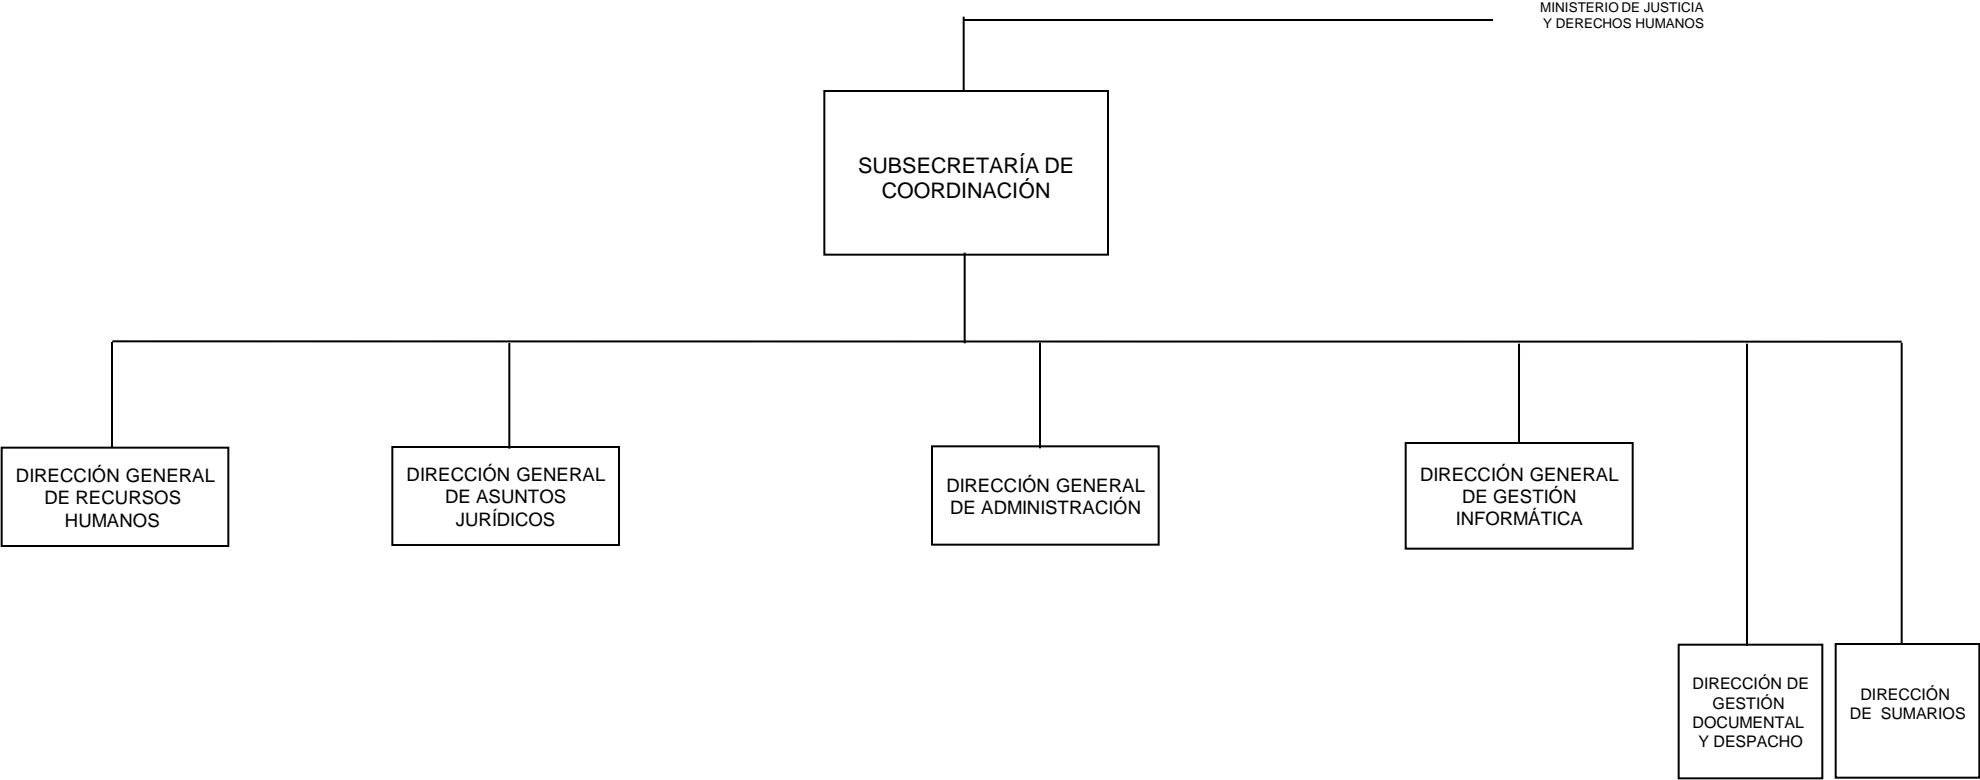 MINISTERIO DE JUSTICIA
Y DERECHOS HUMANOS
SUBSECRETARÍA DE
COORDINACIÓN
DIRECCIÓN GENERAL
DE RECURSOS
HUMANOS
DIRECCIÓN GENERAL
DE ASUNTOS
JURÍDICOS
DIRECCIÓN GENERAL
DE ADMINISTRACIÓN
DIRECCIÓN GENERAL
DE GESTIÓN
INFORMÁTICA
DIRECCIÓN DE
GESTIÓN
DOCUMENTAL
Y DESPACHO
DIRECCIÓN
DE SUMARIOS